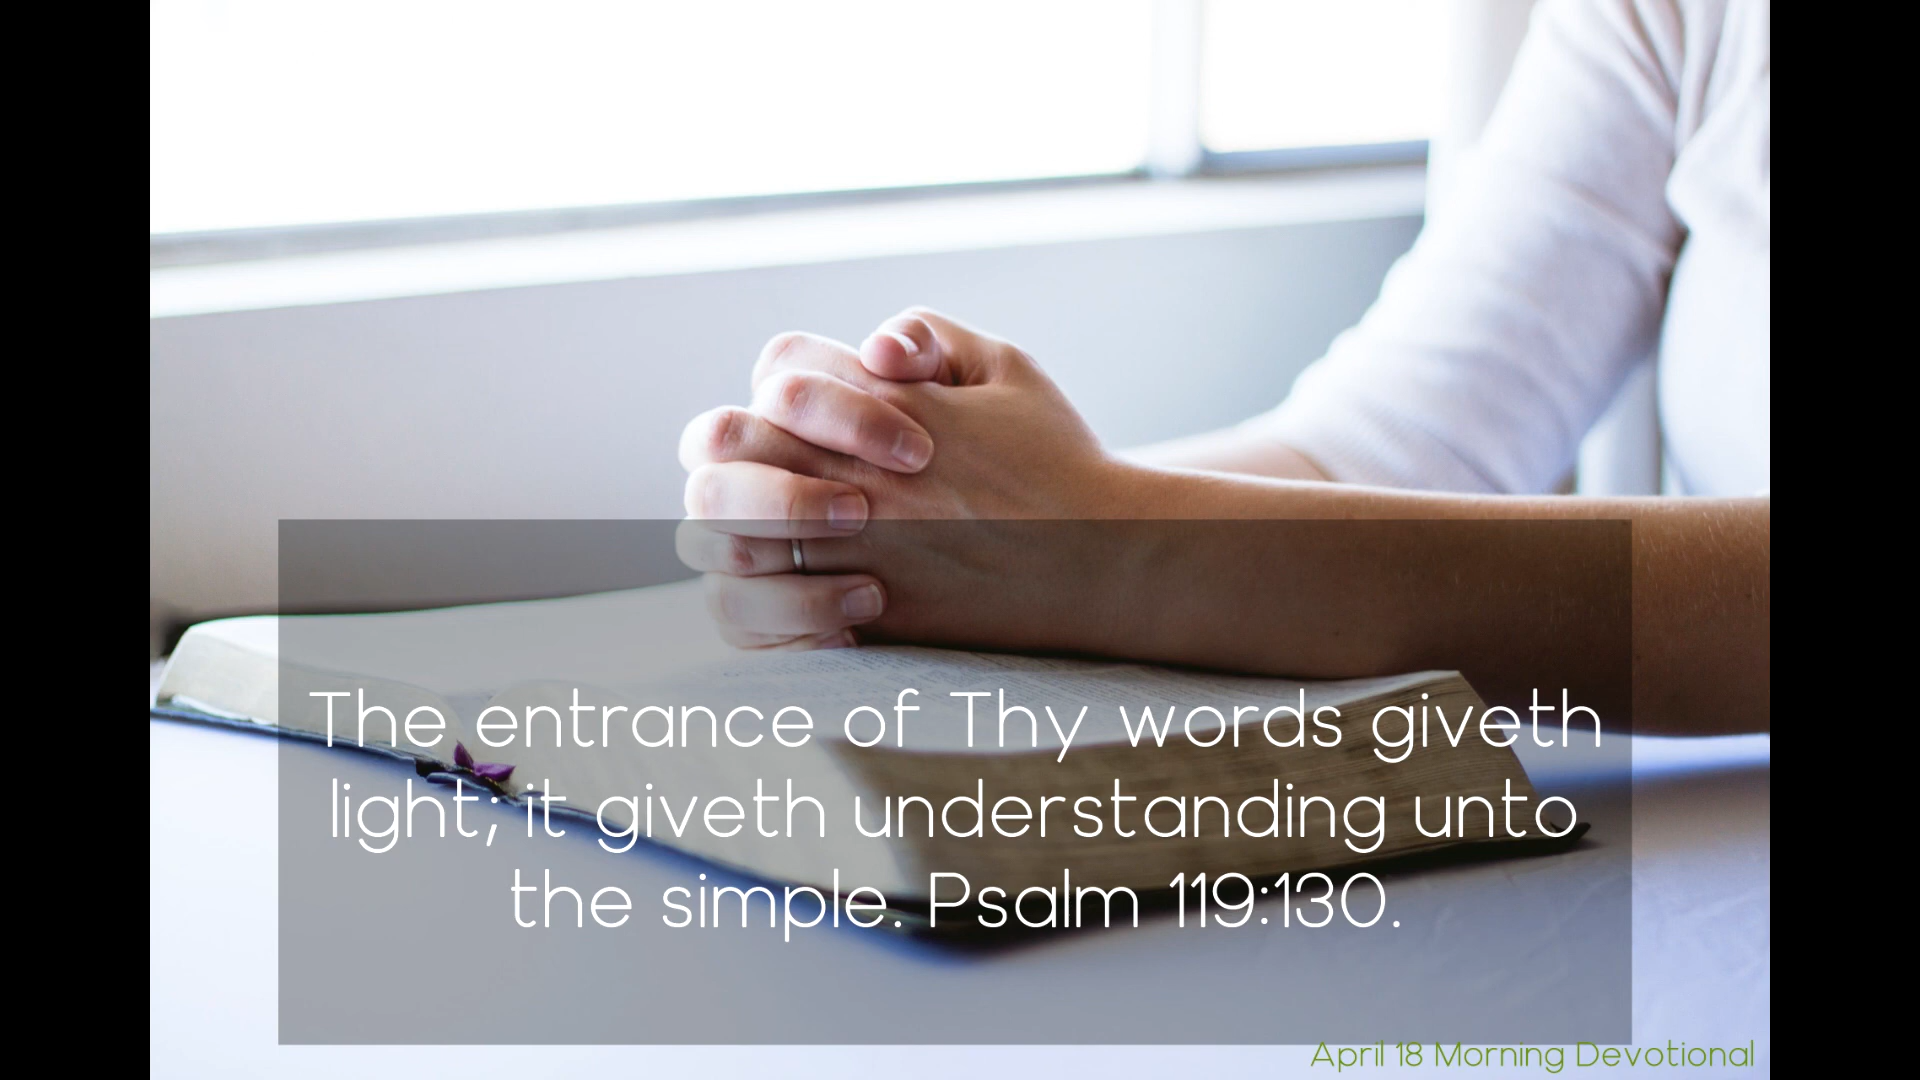 The entrance of Thy words giveth
light; it giveth understanding unto
the simple. Psalm 119:130.
April 18 Morning Devotional